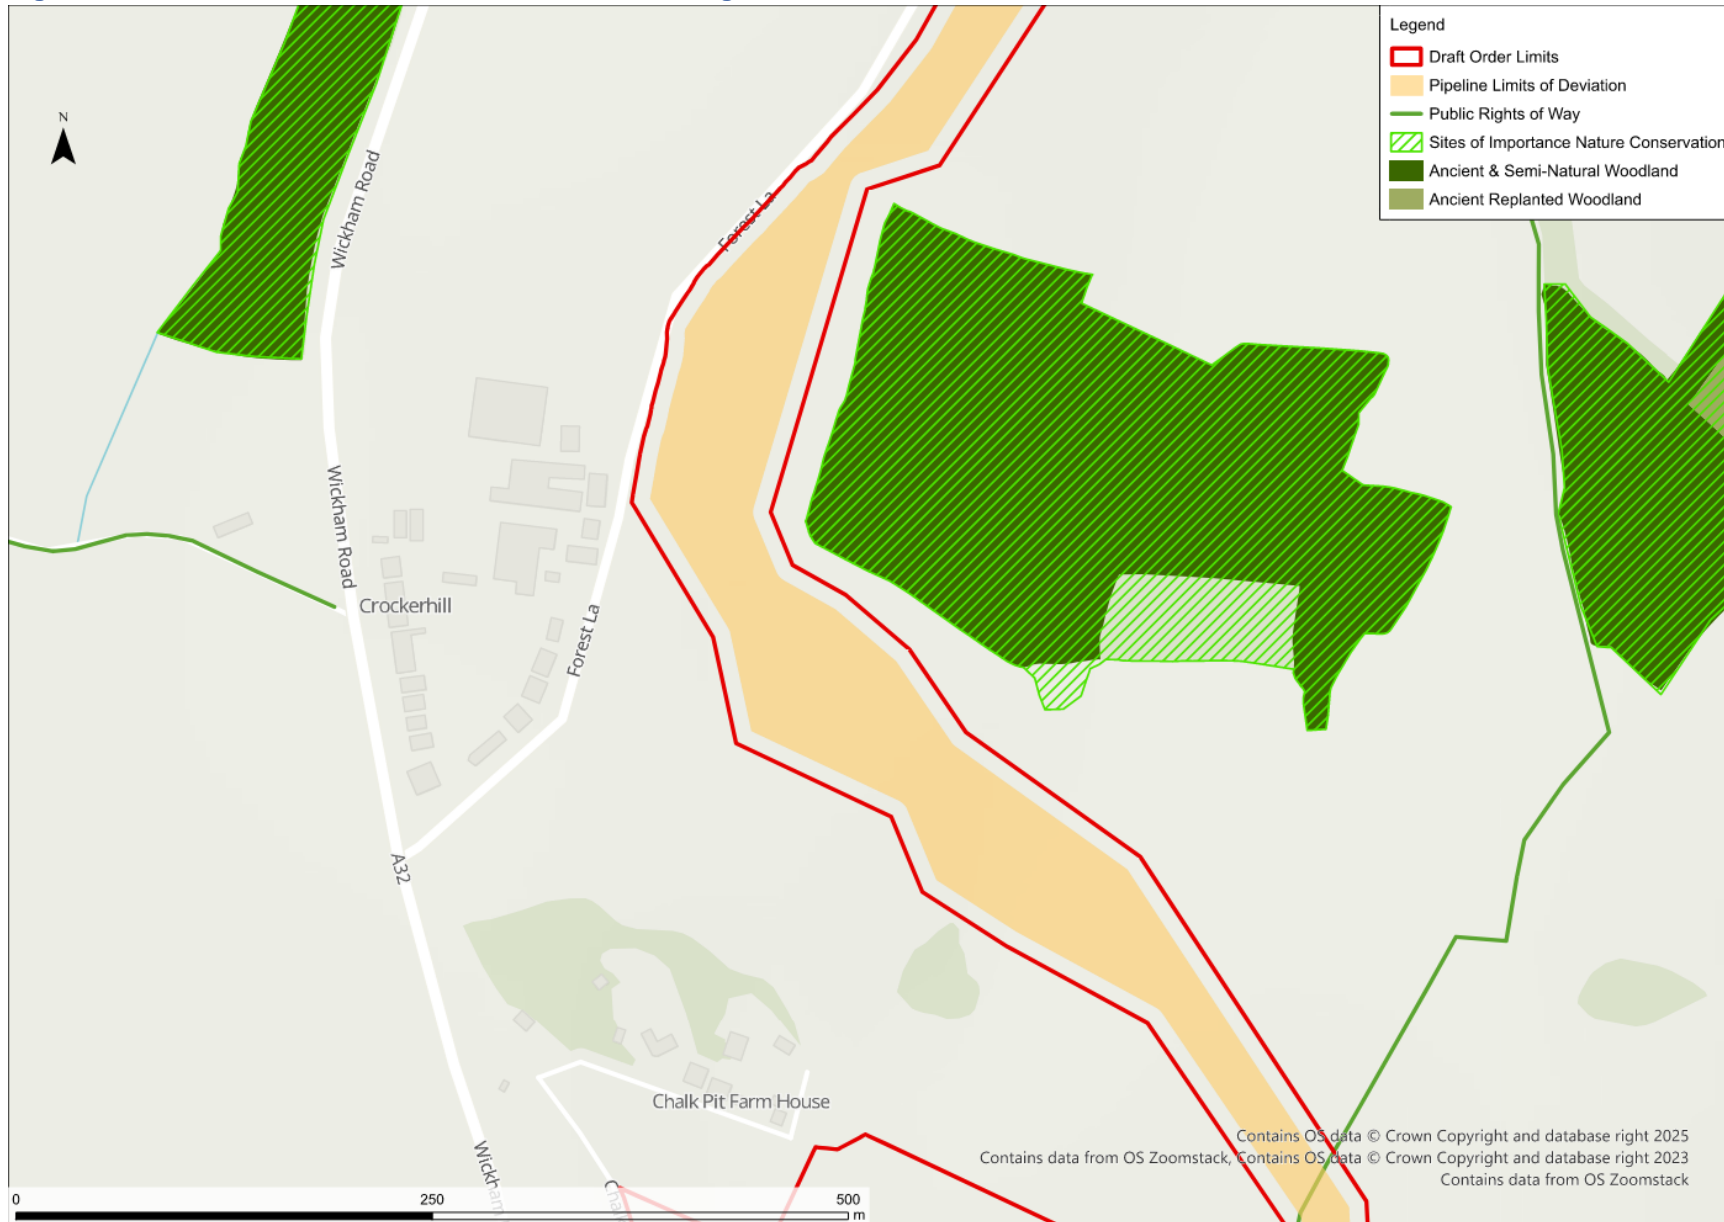 Legend
Draft Order Limits
Pipeline Limits of Deviation
Public Rights of Way
Sites of Importance Nature Conservation
Ancient & Semi-Natural Woodland
Ancient Replanted Woodland
N
Wickham Road
Forest La
Wickham Road
Crockerhill
Forest La
A32
Chalk Pit Farm House
Contains OS data © Crown Copyright and database right 2025
Contains data from OS Zoomstack, Contains OS data © Crown Copyright and database right 2023
Contains data from OS Zoomstack
0 250 500 m